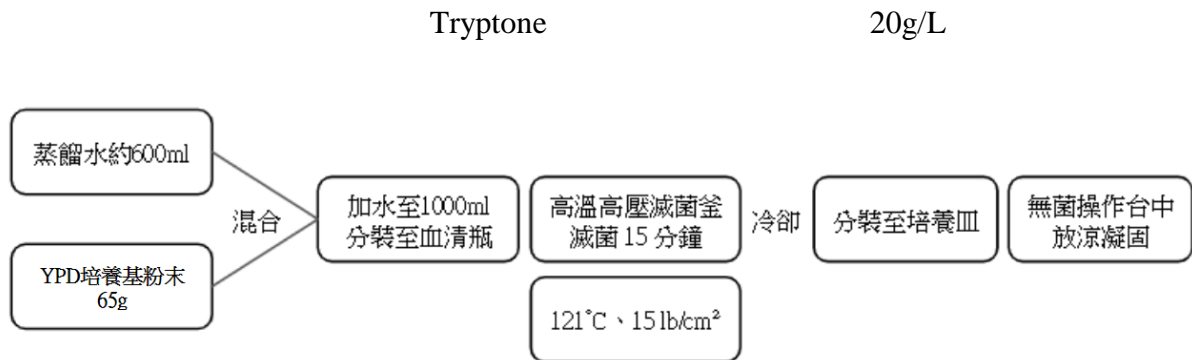 Tryptone 20g/L
蒸餾水約600ml
YPD培養基粉末
65g
混合
加水至1000ml
分裝至血清瓶
高溫高壓滅菌釜
滅菌 15 分鐘
121°C、15 lb/cm²
冷卻
分裝至培養皿
無菌操作台中
放涼凝固